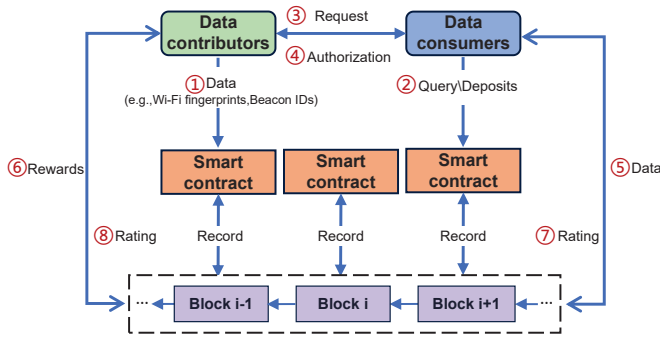 Data
contributors
③ Request
④ Authorization
Data
consumers
① Data
(e.g.,Wi-Fi fingerprints,Beacon IDs)
② Query\Deposits
⑥ Rewards
Smart
contract
Smart
contract
Smart
contract
⑤ Data
⑧ Rating
Record
Record
Record
⑦ Rating
... Block i-1 Block i Block i+1 ...